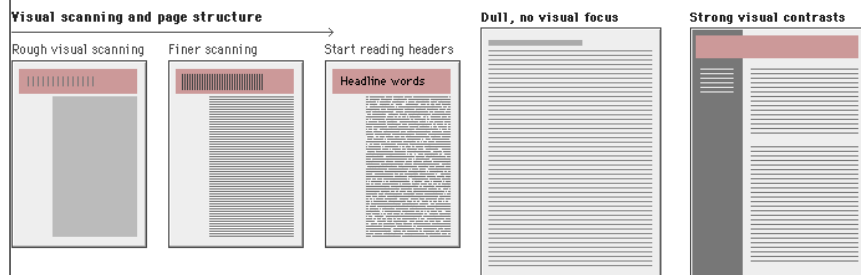 Visual scanning and page structure
Rough visual scanning
Finer scanning
Start reading headers
Headline words
Dull, no visual focus
Strong visual contrasts